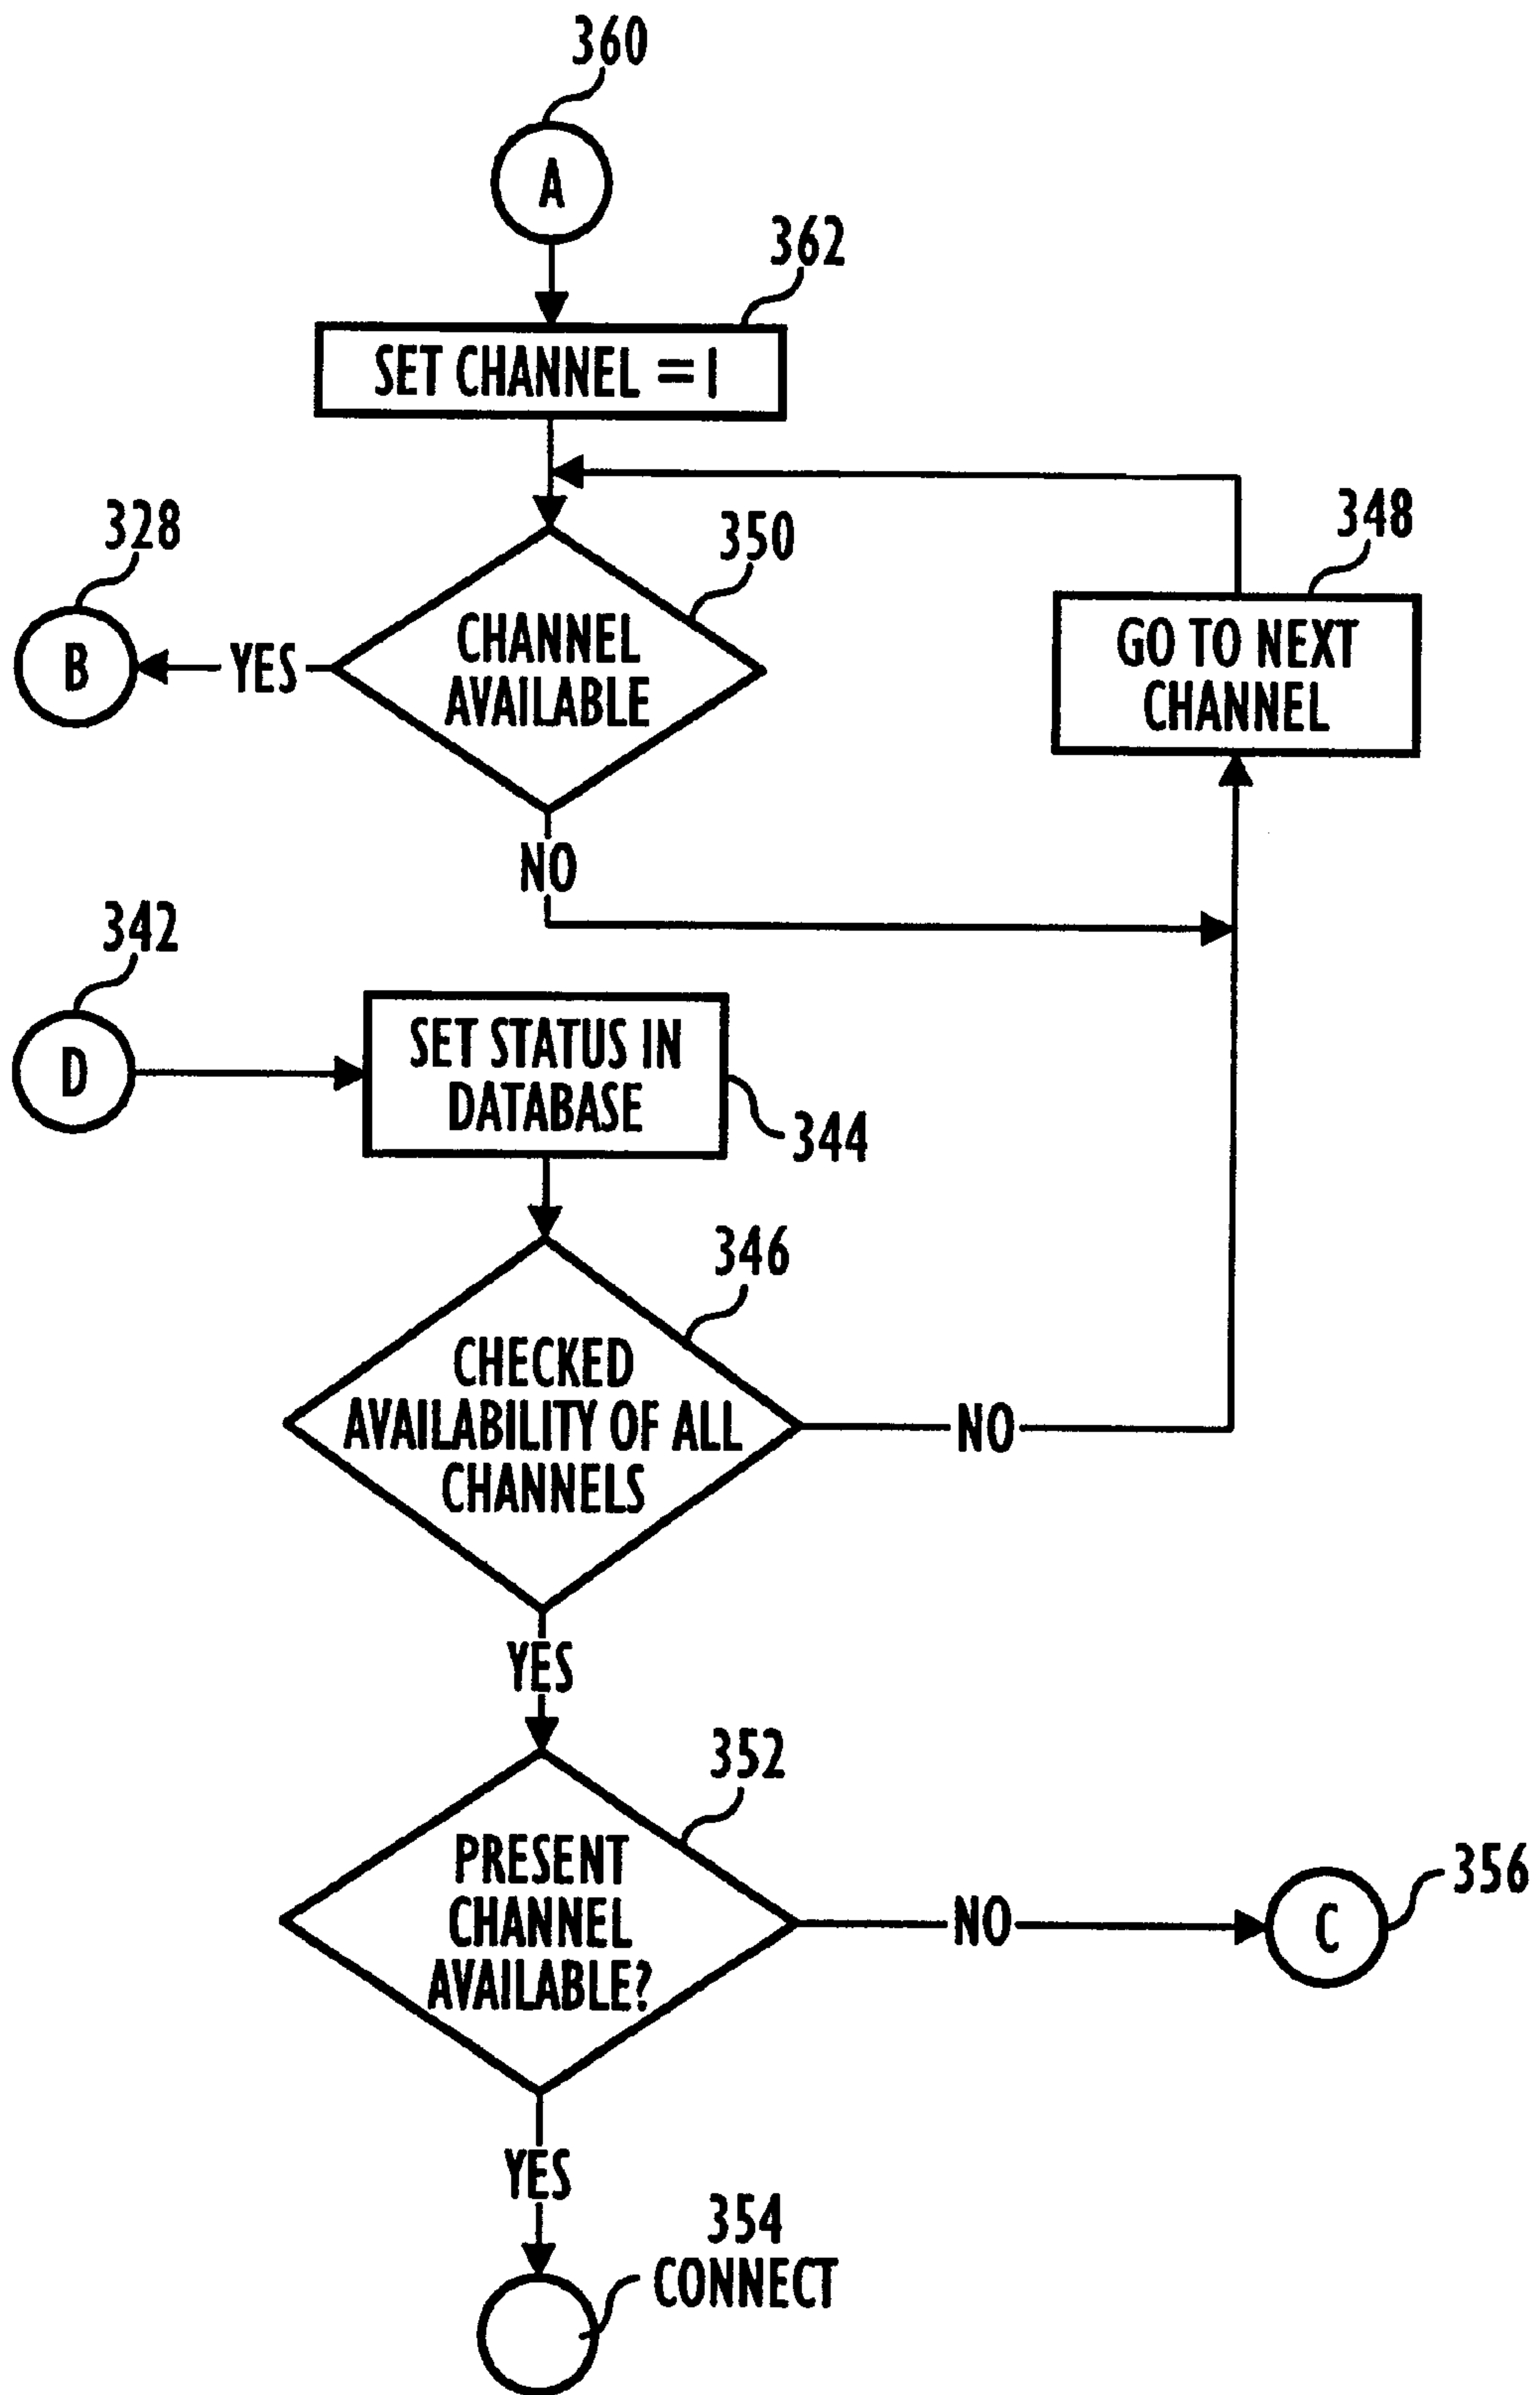 360
A
362
SET CHANNEL = 1
328
350
348
B
YES
CHANNEL
AVAILABLE
GO TO NEXT
CHANNEL
NO
342
D
SET STATUS IN
DATABASE
344
346
CHECKED
AVAILABILITY OF ALL
CHANNELS
NO
YES
352
PRESENT
CHANNEL
AVAILABLE?
NO
356
C
YES
354
CONNECT